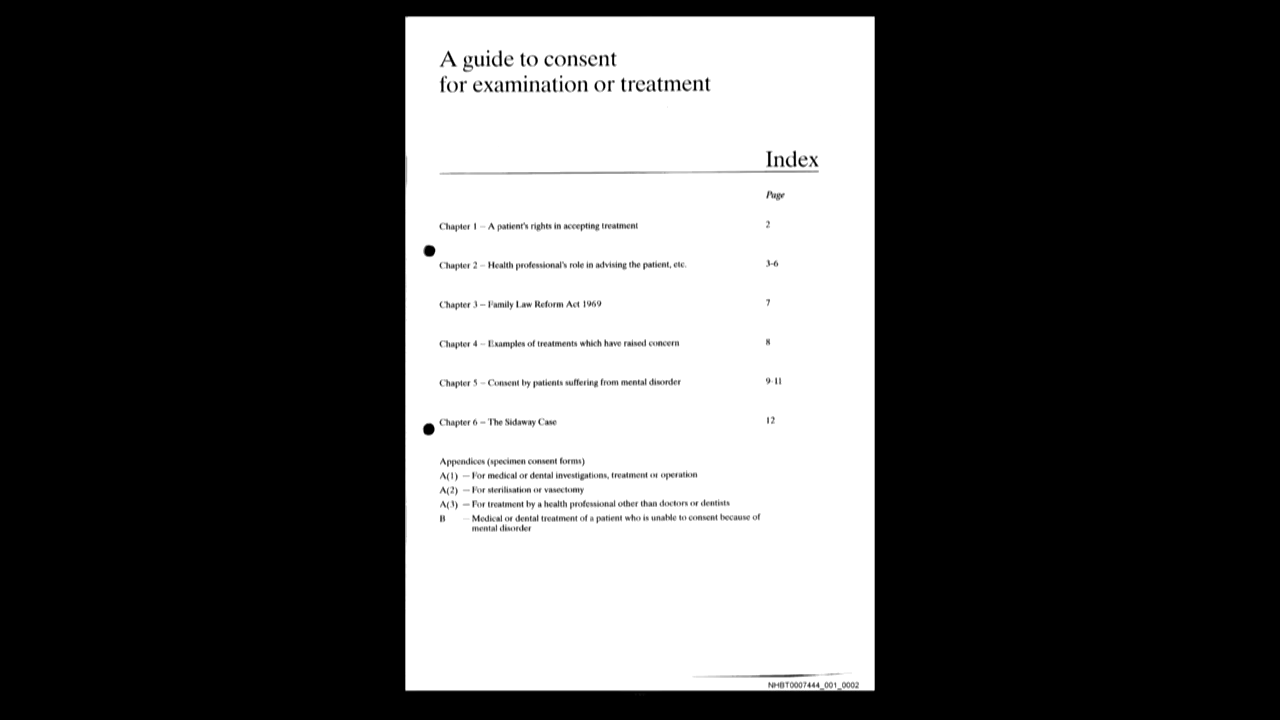 A guide to consent
for examination or treatment
Index
Page
Chapter 1 – A patient's rights in accepting treatment 2
Chapter 2 – Health professional's role in advising the patient, etc. 3-6
Chapter 3 – Family Law Reform Act 1969 7
Chapter 4 – Examples of treatments which have raised concern 8
Chapter 5 – Consent by patients suffering from mental disorder 9-11
Chapter 6 – The Sidaway Case 12
Appendices (specimen consent forms)
A(1) – For medical or dental investigations, treatment or operation
A(2) – For sterilisation or vasectomy
A(3) – For treatment by a health professional other than doctors or dentists
B – Medical or dental treatment of a patient who is unable to consent because of
mental disorder
NHBT0007444_001_0002